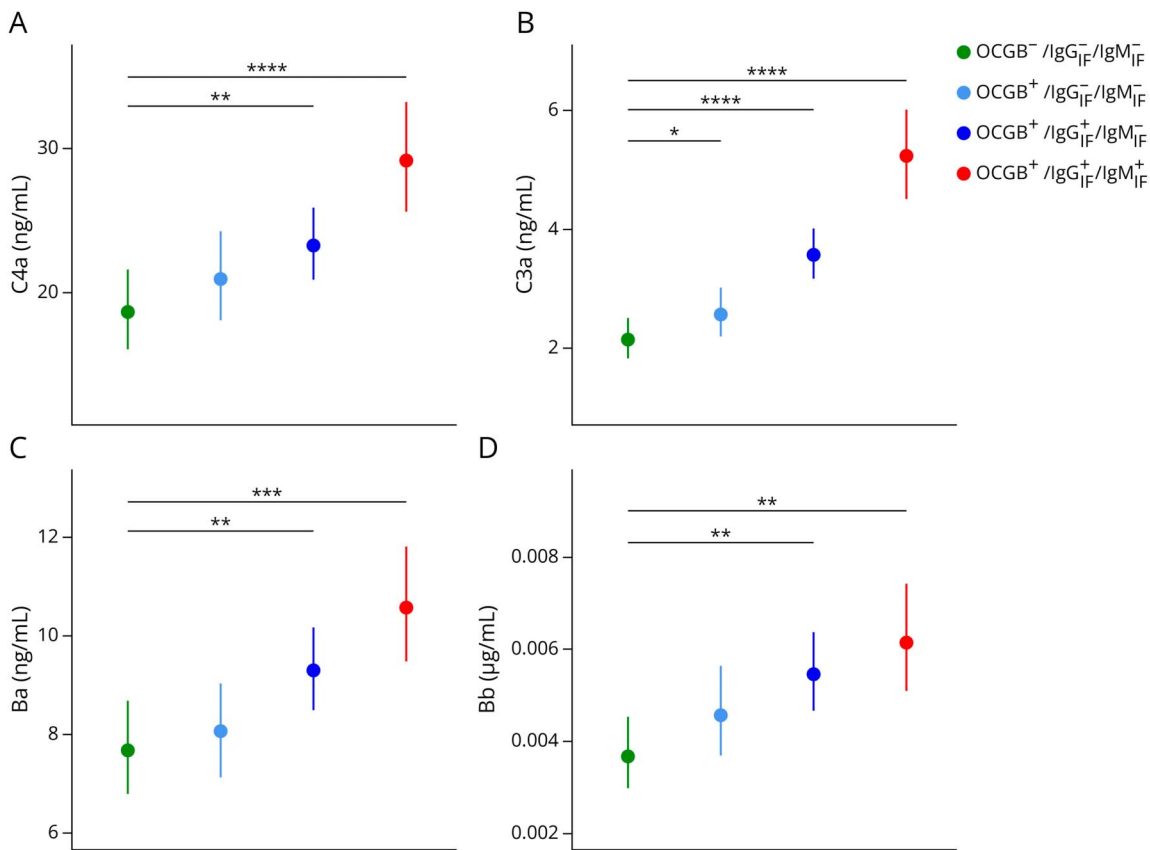 A
C4a (ng/mL)
30
20
****
**
B
C3a (ng/mL)
6
4
2
****
****
*
OCGB⁻ /IgG⁻IF/IgM⁻IF
OCGB⁺ /IgG⁻IF/IgM⁻IF
OCGB⁺ /IgG⁺IF/IgM⁻IF
OCGB⁺ /IgG⁺IF/IgM⁺IF
C
Ba (ng/mL)
12
10
8
6
***
**
D
Bb (µg/mL)
0.008
0.006
0.004
0.002
**
**